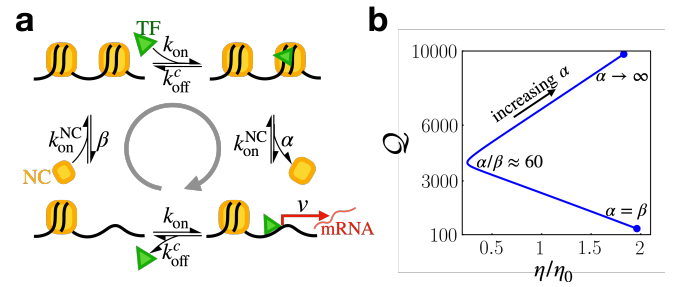 a
TF
k_on
k_off^c
k_on^NC
β
k_on^NC
α
NC
k_on
k_off^c
ν
mRNA
b
10000
6000
3000
100
Q
increasing α
α → ∞
α/β ≈ 60
α = β
0.5
1
1.5
2
η/η_0